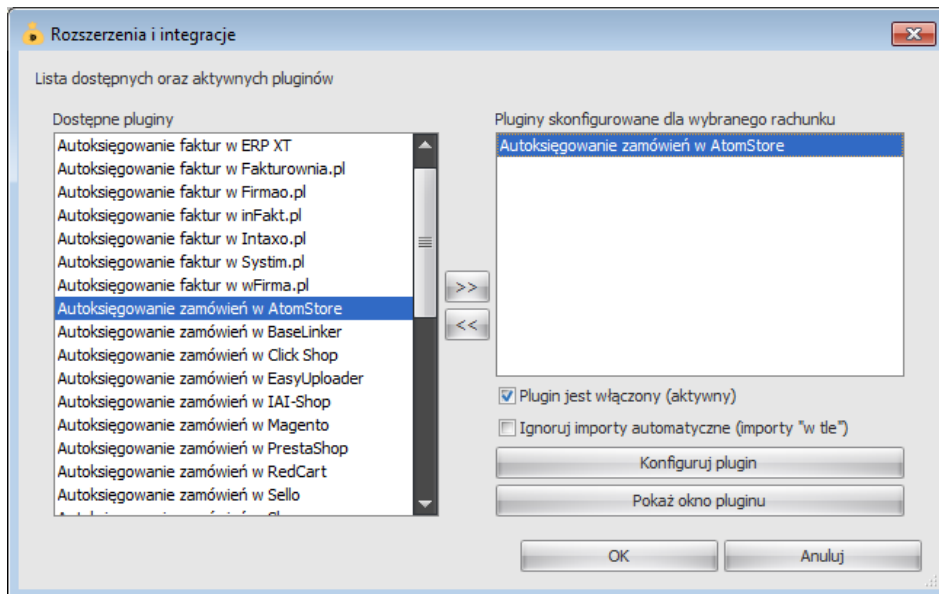 Rozszerzenia i integracje
Lista dostępnych oraz aktywnych pluginów
Dostępne pluginy
Autoksięgowanie faktur w ERP XT
Autoksięgowanie faktur w Fakturownia.pl
Autoksięgowanie faktur w Firmao.pl
Autoksięgowanie faktur w inFakt.pl
Autoksięgowanie faktur w Intaxo.pl
Autoksięgowanie faktur w Systim.pl
Autoksięgowanie faktur w wFirma.pl
Autoksięgowanie zamówień w AtomStore
Autoksięgowanie zamówień w BaseLinker
Autoksięgowanie zamówień w Click Shop
Autoksięgowanie zamówień w EasyUploader
Autoksięgowanie zamówień w IAI-Shop
Autoksięgowanie zamówień w Magento
Autoksięgowanie zamówień w PrestaShop
Autoksięgowanie zamówień w RedCart
Autoksięgowanie zamówień w Sello
>>
<<
Pluginy skonfigurowane dla wybranego rachunku
Autoksięgowanie zamówień w AtomStore
Plugin jest włączony (aktywny)
Ignoruj importy automatyczne (importy "w tle")
Konfiguruj plugin
Pokaż okno pluginu
OK
Anuluj